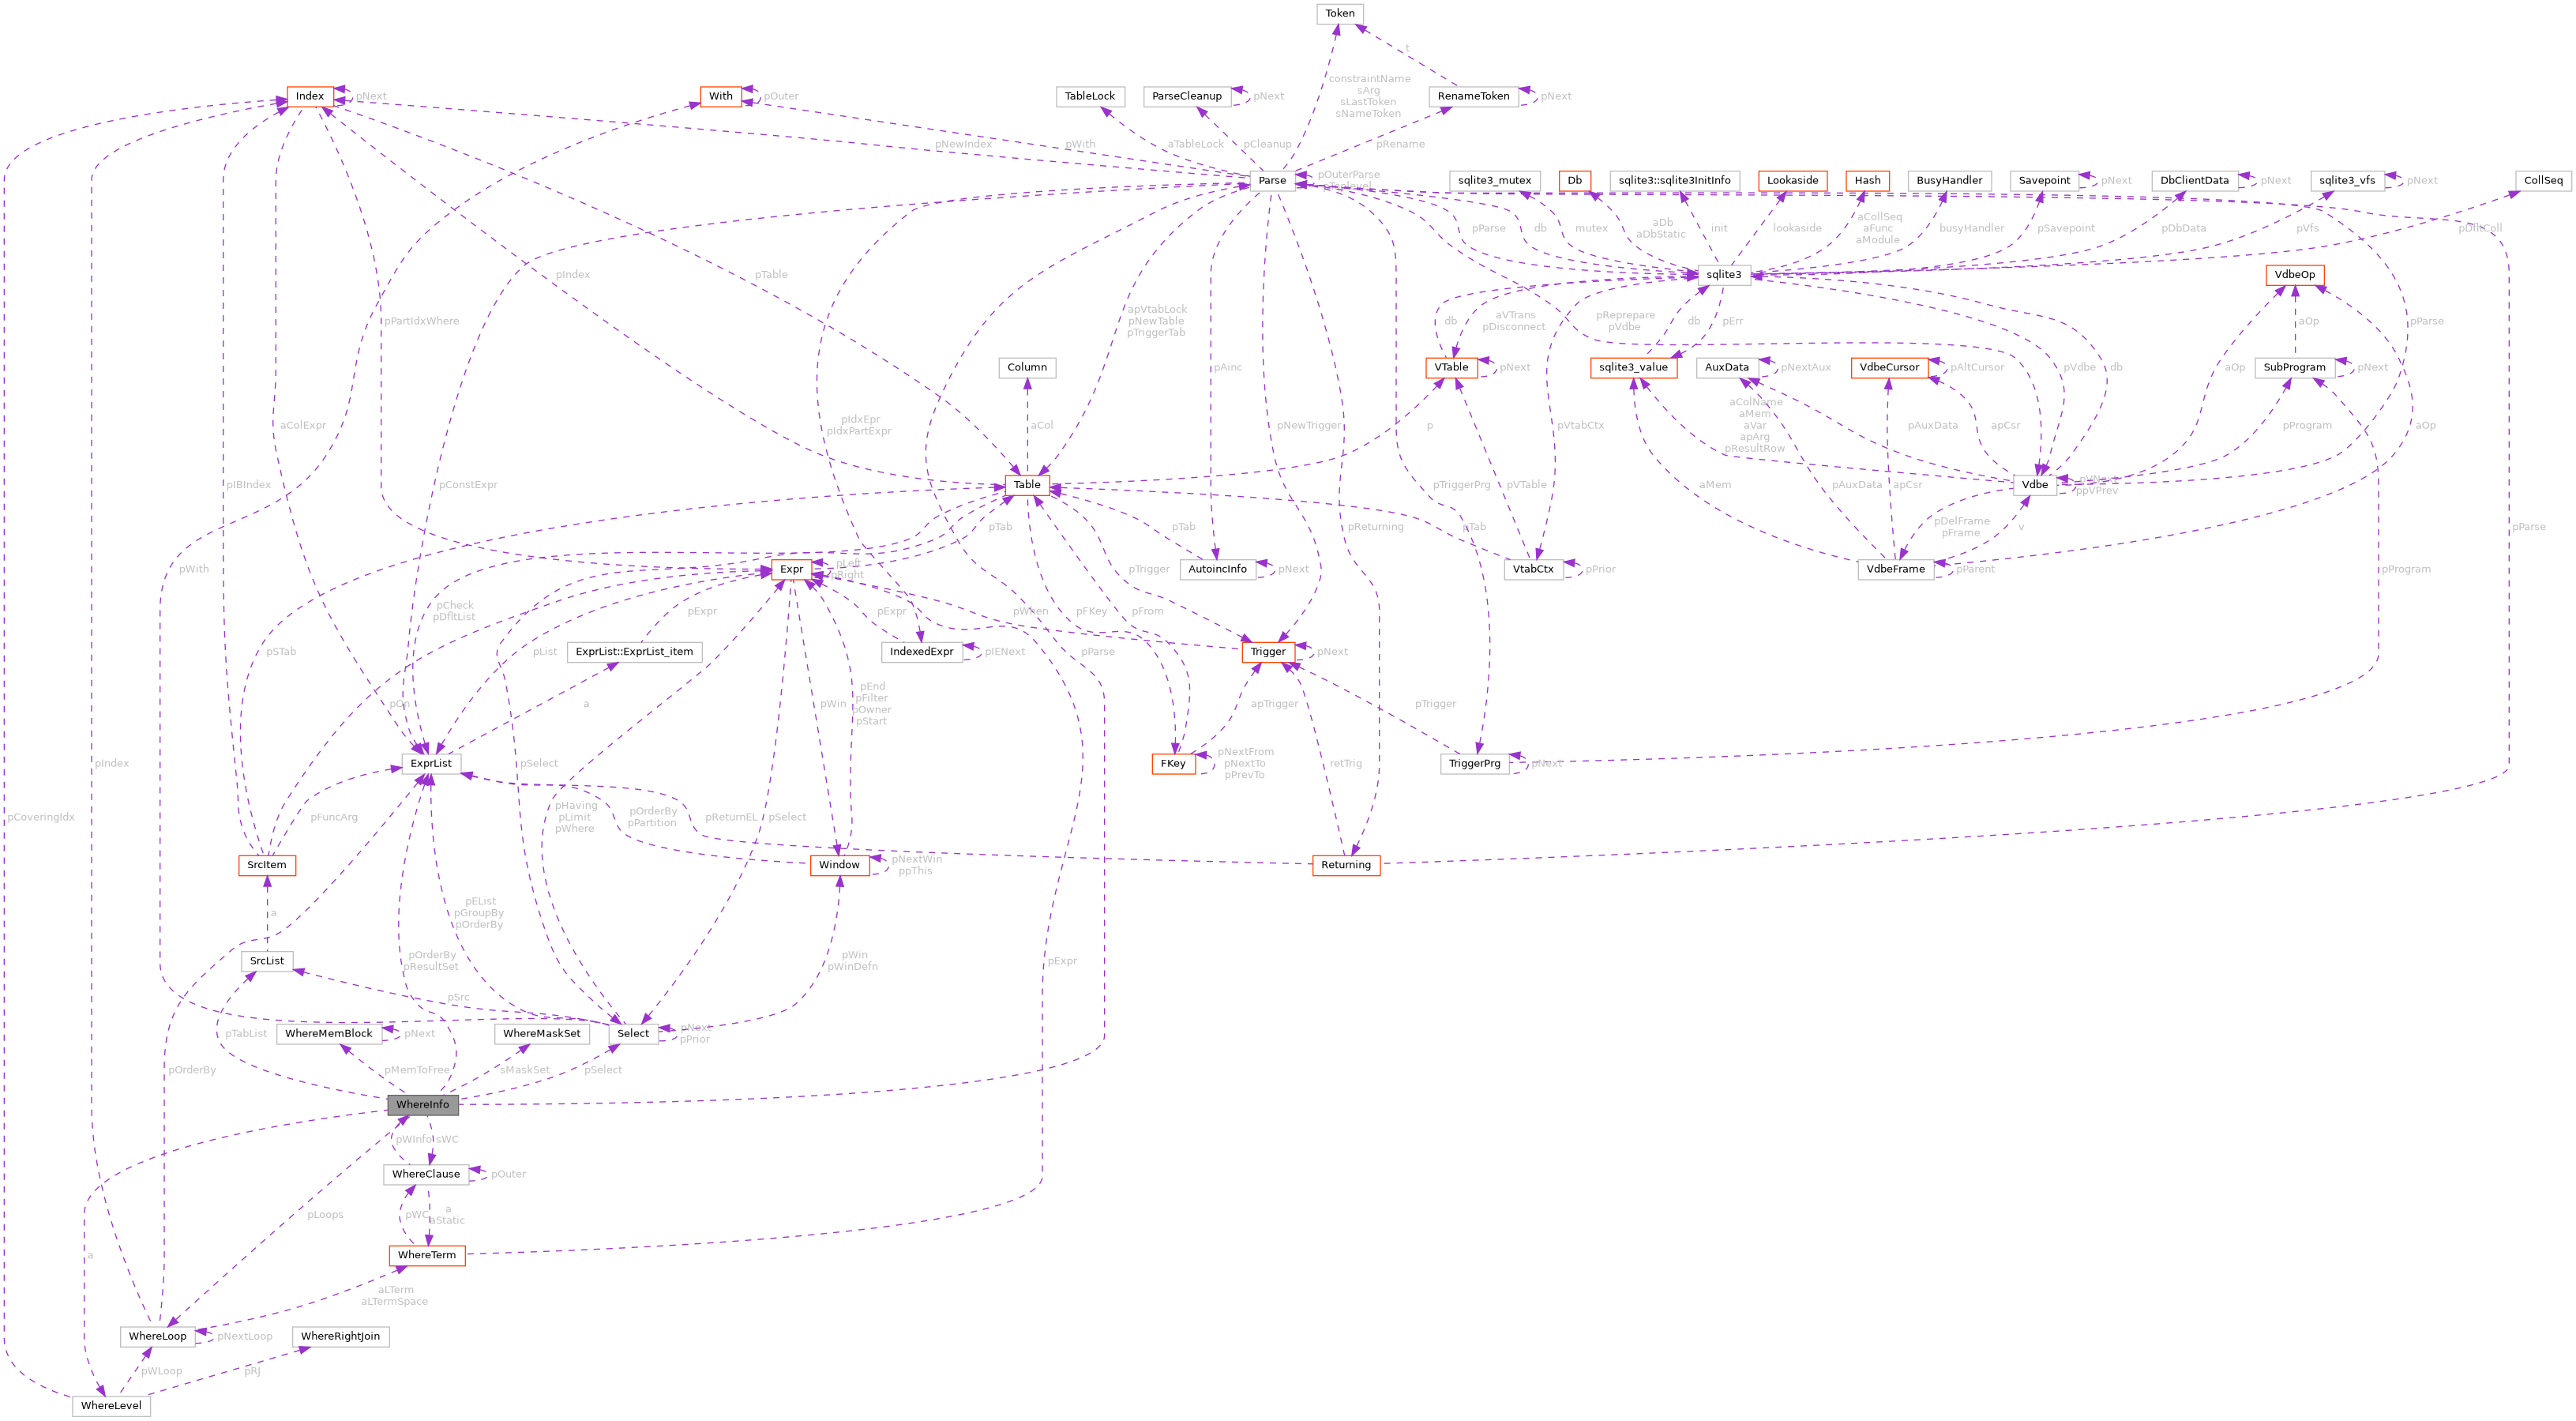 Token
t
constraintName
sArg
sLastToken
sNameToken
Index
pNext
With
pOuter
TableLock
ParseCleanup
pNext
RenameToken
pNext
pNewIndex
pWith
aTableLock
pCleanup
pRename
Parse
pOuterParse
pToplevel
sqlite3_mutex
Db
sqlite3::sqlite3InitInfo
Lookaside
Hash
BusyHandler
Savepoint
pNext
DbClientData
pNext
sqlite3_vfs
pNext
CollSeq
pParse
db
mutex
aDb
aDbStatic
init
lookaside
aCollSeq
aFunc
aModule
busyHandler
pSavepoint
pDbData
pVfs
pDfltColl
pIndex
pTable
sqlite3
VdbeOp
pPartIdxWhere
apVtabLock
pNewTable
pTriggerTab
db
aVTrans
pDisconnect
pReprepare
pVdbe
db
pErr
pParse
aOp
Column
pAinc
VTable
pNext
sqlite3_value
AuxData
pNextAux
VdbeCursor
pAltCursor
pVdbe
db
aOp
SubProgram
pNext
aColExpr
pIdxEpr
pIdxPartExpr
aCol
pNewTrigger
p
pVtabCtx
aColName
aMem
aVar
apArg
pResultRow
pAuxData
apCsr
pProgram
aOp
pIBIndex
pConstExpr
Table
pTriggerPrg
pVTable
aMem
pAuxData
apCsr
Vdbe
pVNext
ppVPrev
pTab
pTab
pReturning
pTab
pDelFrame
pFrame
v
pParse
pWith
Expr
pLeft
pRight
pTrigger
AutoincInfo
pNext
VtabCtx
pPrior
VdbeFrame
pParent
pProgram
pCheck
pDfltList
pExpr
pExpr
pWhen
pFKey
pFrom
pSTab
pList
ExprList::ExprList_item
IndexedExpr
pIENext
pParse
Trigger
pNext
pOn
a
pWin
pEnd
pFilter
pOwner
pStart
apTrigger
pTrigger
pIndex
ExprList
pSelect
FKey
pNextFrom
pNextTo
pPrevTo
retTrig
TriggerPrg
pNext
pCoveringIdx
pFuncArg
pHaving
pLimit
pWhere
pOrderBy
pPartition
pReturnEL
pSelect
SrcItem
Window
pNextWin
ppThis
Returning
a
pEList
pGroupBy
pOrderBy
SrcList
pOrderBy
pResultSet
pWin
pWinDefn
pExpr
pSrc
pTabList
WhereMemBlock
pNext
WhereMaskSet
Select
pNext
pPrior
pOrderBy
pMemToFree
sMaskSet
pSelect
WhereInfo
pWInfo
sWC
WhereClause
pOuter
pLoops
pWC
a
aStatic
a
WhereTerm
aLTerm
aLTermSpace
WhereLoop
pNextLoop
WhereRightJoin
pWLoop
pRJ
WhereLevel